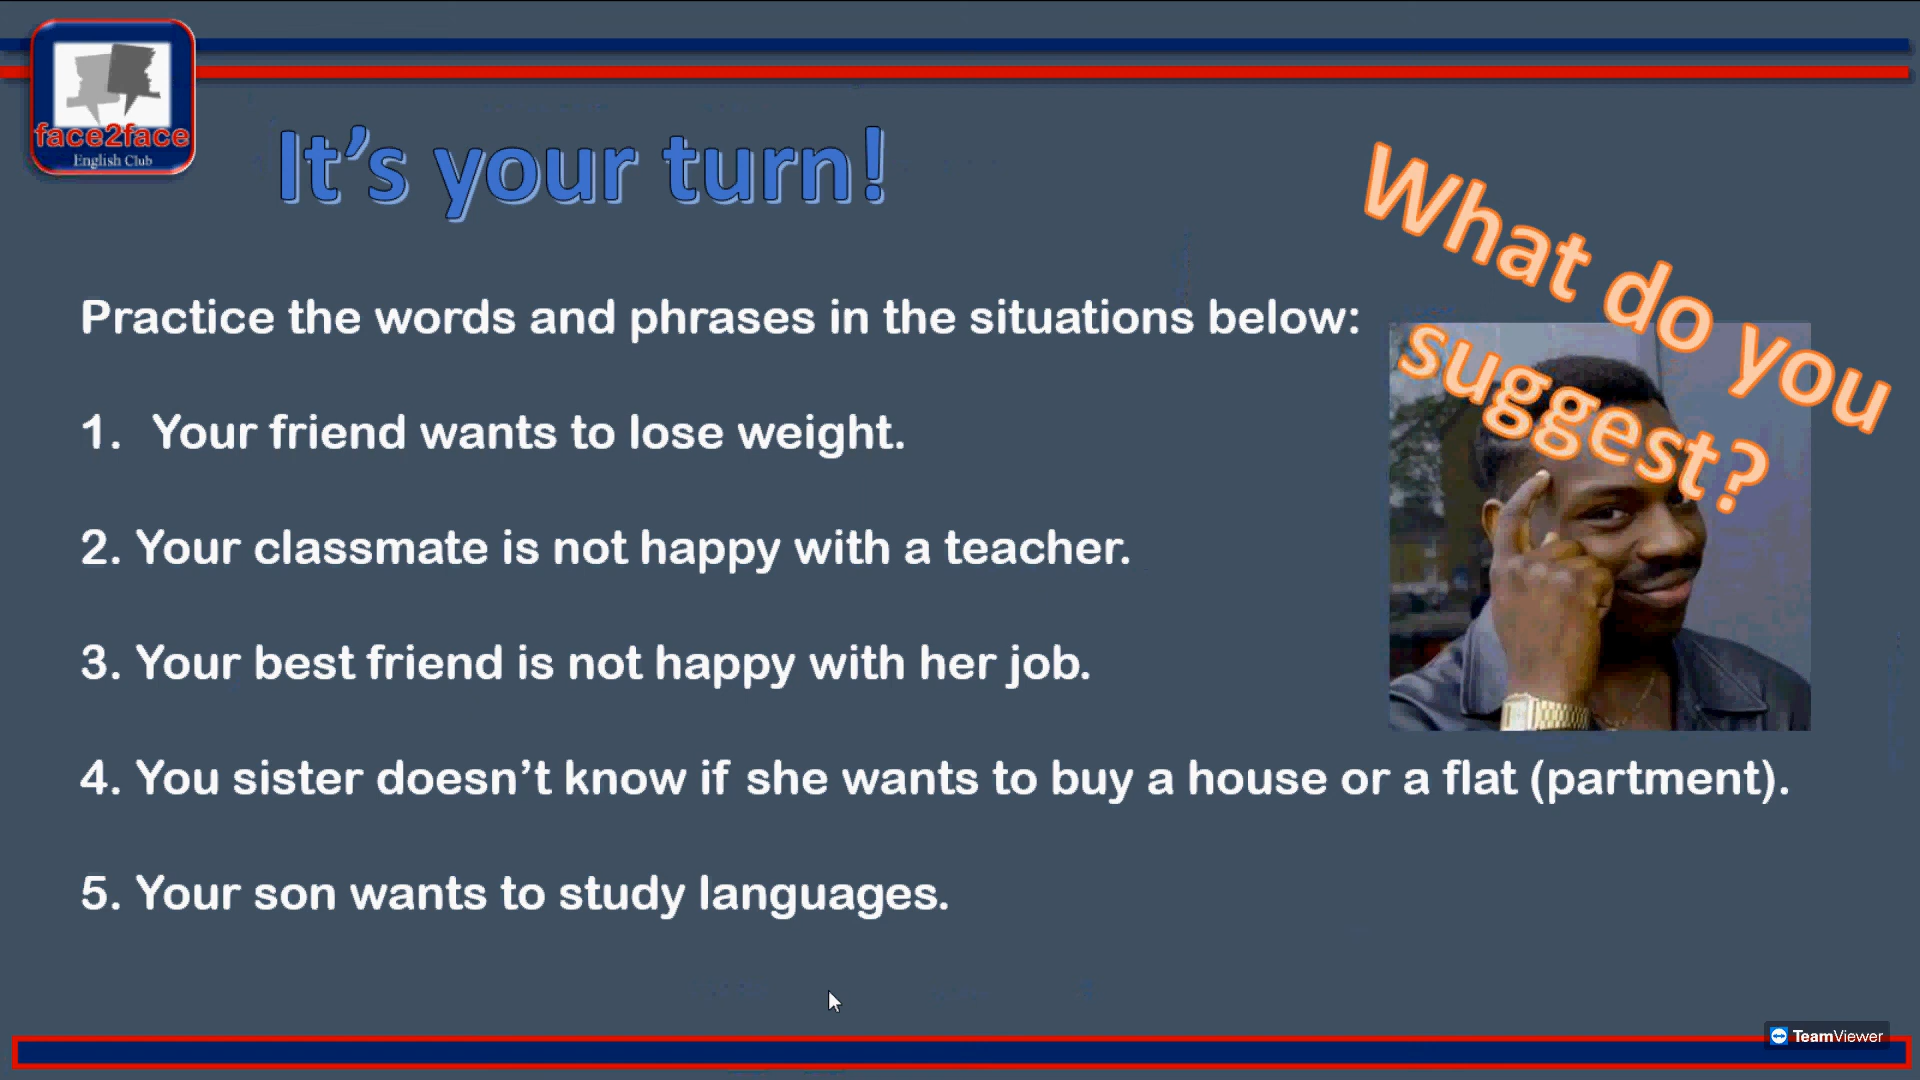 face2face
English Club
It’s your turn!
What do you
suggest?
Practice the words and phrases in the situations below:
1. Your friend wants to lose weight.
2. Your classmate is not happy with a teacher.
3. Your best friend is not happy with her job.
4. You sister doesn’t know if she wants to buy a house or a flat (partment).
5. Your son wants to study languages.
TeamViewer